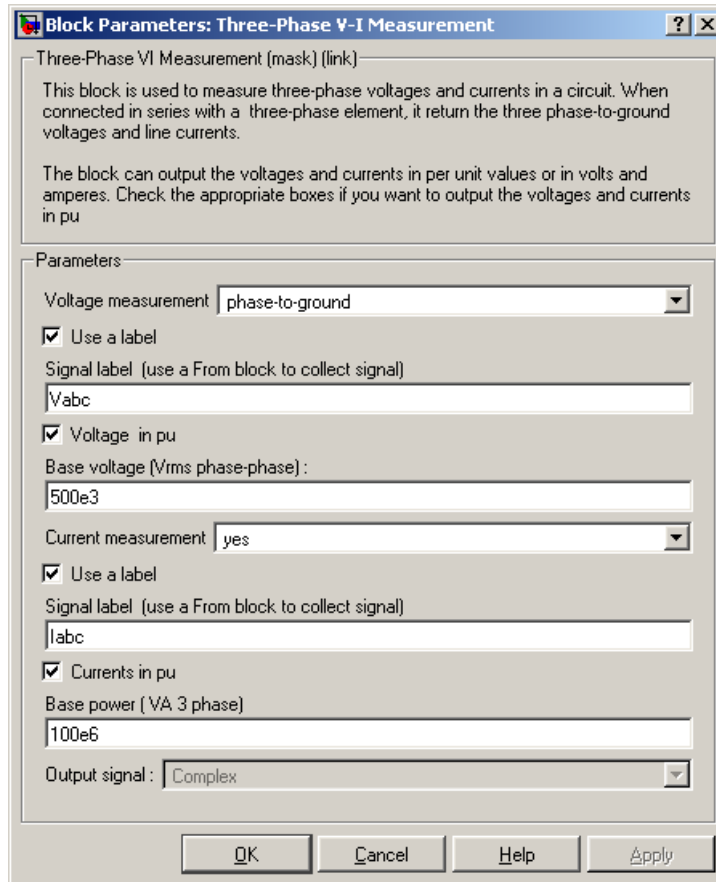 Block Parameters: Three-Phase V-I Measurement
Three-Phase VI Measurement (mask) (link)
This block is used to measure three-phase voltages and currents in a circuit. When
connected in series with a three-phase element, it return the three phase-to-ground
voltages and line currents.
The block can output the voltages and currents in per unit values or in volts and
amperes. Check the appropriate boxes if you want to output the voltages and currents
in pu
Parameters
Voltage measurement phase-to-ground
Use a label
Signal label (use a From block to collect signal)
Vabc
Voltage in pu
Base voltage (Vrms phase-phase) :
500e3
Current measurement yes
Use a label
Signal label (use a From block to collect signal)
Iabc
Currents in pu
Base power ( VA 3 phase)
100e6
Output signal : Complex
OK Cancel Help Apply